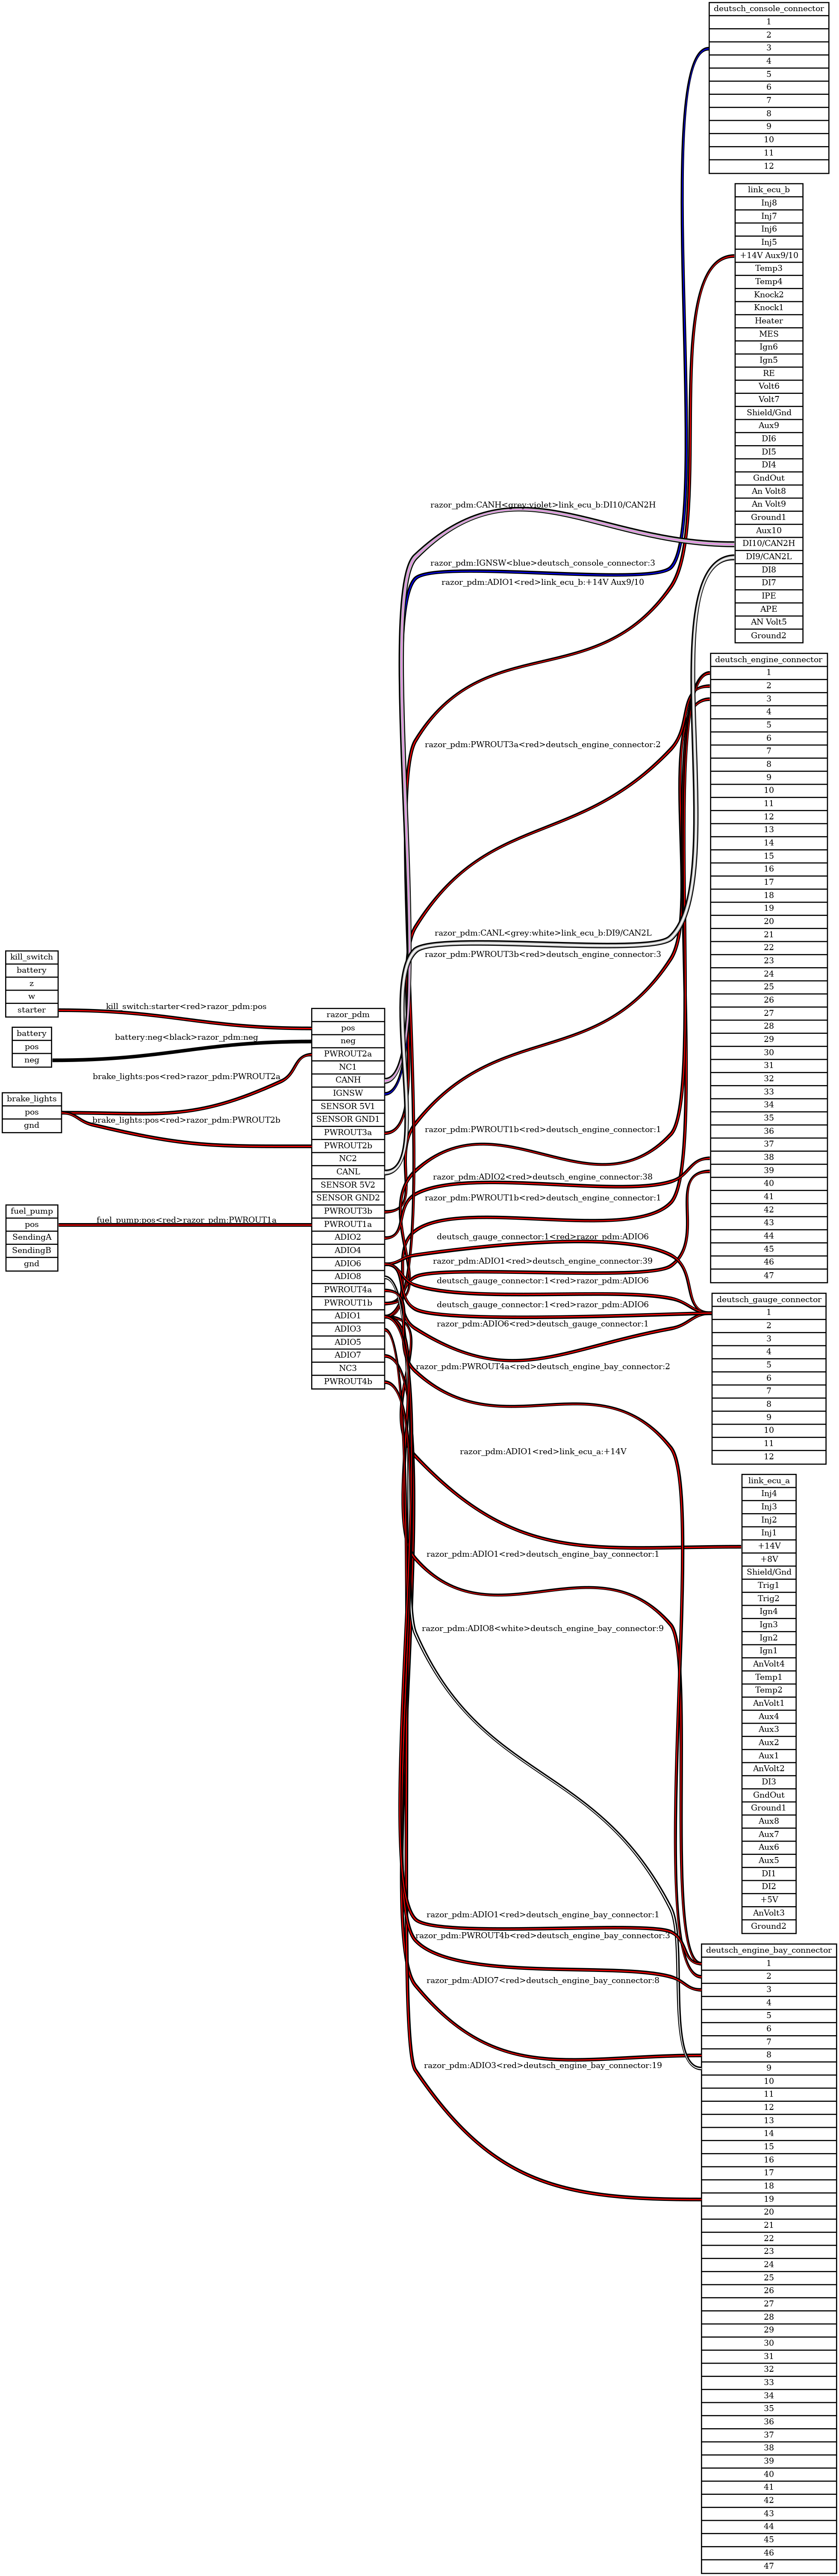 deutsch_console_connector
1
2
3
4
5
6
7
8
9
10
11
12
link_ecu_b
Inj8
Inj7
Inj6
Inj5
+14V Aux9/10
Temp3
Temp4
Knock2
Knock1
Heater
MES
Ign6
Ign5
RE
Volt6
Volt7
Shield/Gnd
Aux9
DI6
DI5
DI4
GndOut
An Volt8
An Volt9
Ground1
Aux10
DI10/CAN2H
DI9/CAN2L
DI8
DI7
IPE
APE
AN Volt5
Ground2
razor_pdm:CANH<grey:violet>link_ecu_b:DI10/CAN2H
razor_pdm:IGNSW<blue>deutsch_console_connector:3
razor_pdm:ADIO1<red>link_ecu_b:+14V Aux9/10
razor_pdm:PWROUT3a<red>deutsch_engine_connector:2
razor_pdm:CANL<grey:white>link_ecu_b:DI9/CAN2L
razor_pdm:PWROUT3b<red>deutsch_engine_connector:3
razor_pdm:PWROUT1b<red>deutsch_engine_connector:1
razor_pdm:ADIO2<red>deutsch_engine_connector:38
razor_pdm:PWROUT1b<red>deutsch_engine_connector:1
deutsch_gauge_connector:1<red>razor_pdm:ADIO6
razor_pdm:ADIO1<red>deutsch_engine_connector:39
deutsch_gauge_connector:1<red>razor_pdm:ADIO6
deutsch_gauge_connector:1<red>razor_pdm:ADIO6
razor_pdm:ADIO6<red>deutsch_gauge_connector:1
razor_pdm:PWROUT4a<red>deutsch_engine_bay_connector:2
razor_pdm:ADIO1<red>link_ecu_a:+14V
razor_pdm:ADIO1<red>deutsch_engine_bay_connector:1
razor_pdm:ADIO8<white>deutsch_engine_bay_connector:9
razor_pdm:ADIO1<red>deutsch_engine_bay_connector:1
razor_pdm:PWROUT4b<red>deutsch_engine_bay_connector:3
razor_pdm:ADIO7<red>deutsch_engine_bay_connector:8
razor_pdm:ADIO3<red>deutsch_engine_bay_connector:19
deutsch_engine_connector
1
2
3
4
5
6
7
8
9
10
11
12
13
14
15
16
17
18
19
20
21
22
23
24
25
26
27
28
29
30
31
32
33
34
35
36
37
38
39
40
41
42
43
44
45
46
47
kill_switch
battery
z
w
starter
battery
pos
neg
brake_lights
pos
gnd
fuel_pump
pos
SendingA
SendingB
gnd
kill_switch:starter<red>razor_pdm:pos
battery:neg<black>razor_pdm:neg
brake_lights:pos<red>razor_pdm:PWROUT2a
brake_lights:pos<red>razor_pdm:PWROUT2b
fuel_pump:pos<red>razor_pdm:PWROUT1a
razor_pdm
pos
neg
PWROUT2a
NC1
CANH
IGNSW
SENSOR 5V1
SENSOR GND1
PWROUT3a
PWROUT2b
NC2
CANL
SENSOR 5V2
SENSOR GND2
PWROUT3b
PWROUT1a
ADIO2
ADIO4
ADIO6
ADIO8
PWROUT4a
PWROUT1b
ADIO1
ADIO3
ADIO5
ADIO7
NC3
PWROUT4b
deutsch_gauge_connector
1
2
3
4
5
6
7
8
9
10
11
12
link_ecu_a
Inj4
Inj3
Inj2
Inj1
+14V
+8V
Shield/Gnd
Trig1
Trig2
Ign4
Ign3
Ign2
Ign1
AnVolt4
Temp1
Temp2
AnVolt1
Aux4
Aux3
Aux2
Aux1
AnVolt2
DI3
GndOut
Ground1
Aux8
Aux7
Aux6
Aux5
DI1
DI2
+5V
AnVolt3
Ground2
deutsch_engine_bay_connector
1
2
3
4
5
6
7
8
9
10
11
12
13
14
15
16
17
18
19
20
21
22
23
24
25
26
27
28
29
30
31
32
33
34
35
36
37
38
39
40
41
42
43
44
45
46
47